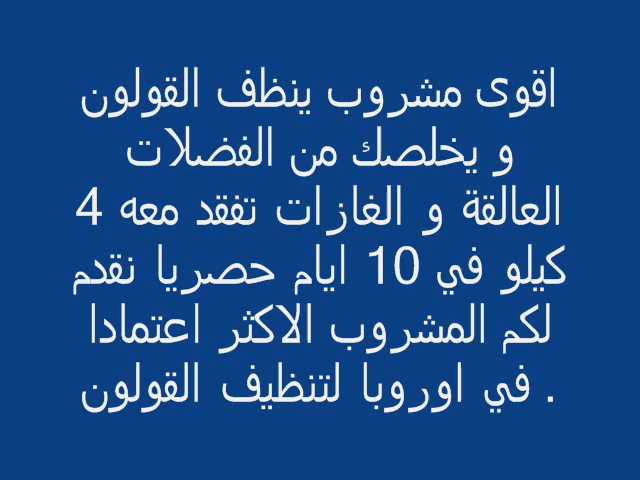 اقوى مشروب ينظف القولون
و يخلصك من الفضلات
العالقة و الغازات تفقد معه 4
كيلو في 10 ايام حصريا نقدم
لكم المشروب الاكثر اعتمادا
في اوروبا لتنظيف القولون .